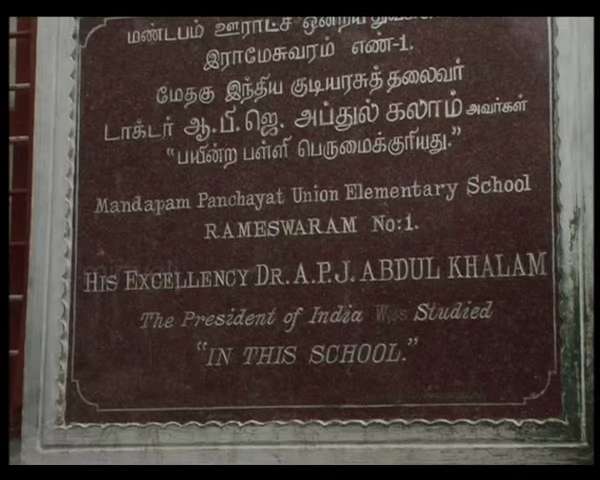 மண்டபம் ஊராட்சி ஒன்றிய
இராமேசுவரம் எண்-1.
மேதகு இந்திய குடியரசுத் தலைவர்
டாக்டர் ஆ.பி.ஜெ. அப்துல் கலாம் அவர்கள்
"பயின்ற பள்ளி பெருமைக்குரியது."
Mandapam Panchayat Union Elementary School
RAMESWARAM No:1.
HIS EXCELLENCY DR. A.P.J. ABDUL KHALAM
The President of India Was Studied
"IN THIS SCHOOL."